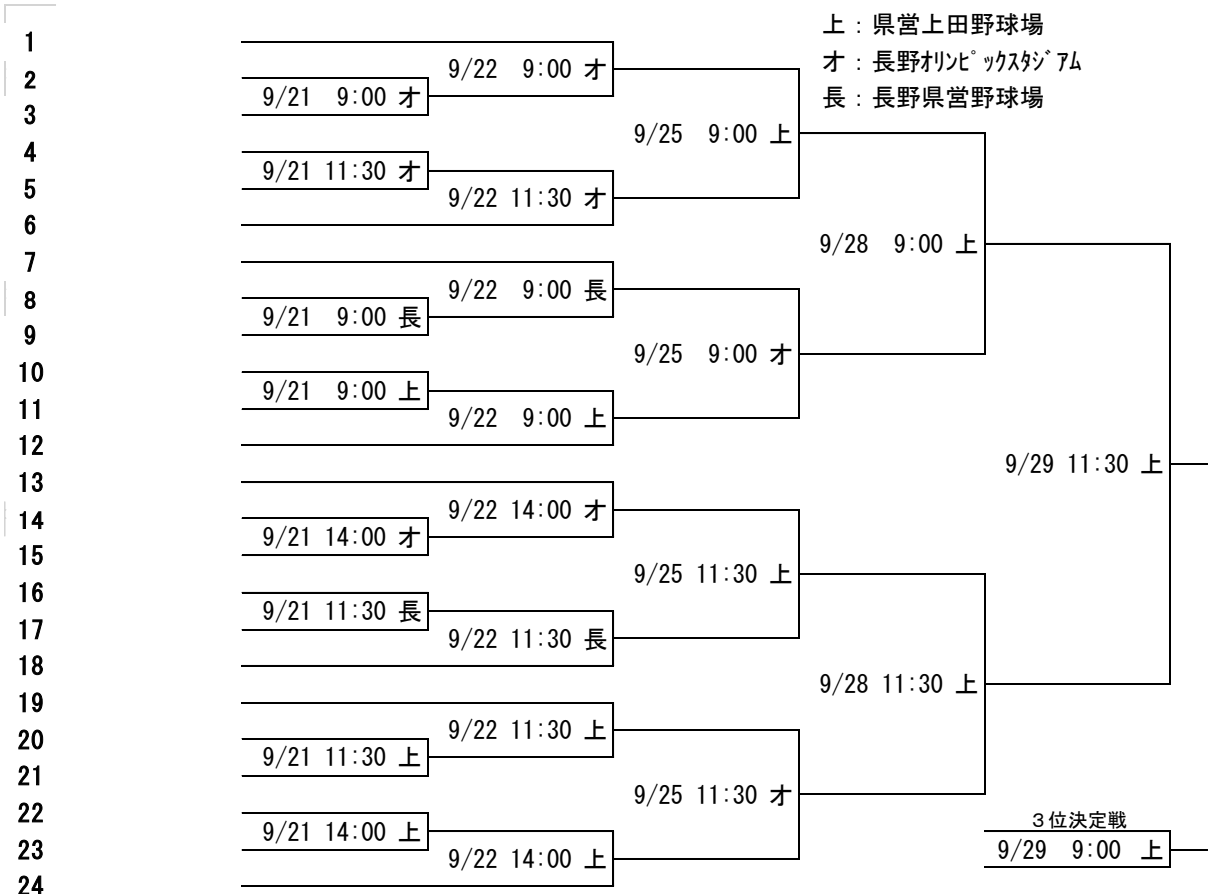 上 : 県営上田野球場
オ : 長野ｵﾘﾝﾋﾟｯｸｽﾀｼﾞｱﾑ
長 : 長野県営野球場
1
2
3
4
5
6
7
8
9
10
11
12
13
14
15
16
17
18
19
20
21
22
23
24
9/21 9:00 オ
9/21 11:30 オ
9/21 9:00 長
9/21 9:00 上
9/21 14:00 オ
9/21 11:30 長
9/21 11:30 上
9/21 14:00 上
9/22 9:00 オ
9/22 11:30 オ
9/22 9:00 長
9/22 9:00 上
9/22 14:00 オ
9/22 11:30 長
9/22 11:30 上
9/22 14:00 上
9/25 9:00 上
9/25 9:00 オ
9/25 11:30 上
9/25 11:30 オ
9/28 9:00 上
9/28 11:30 上
9/29 11:30 上
３位決定戦
9/29 9:00 上